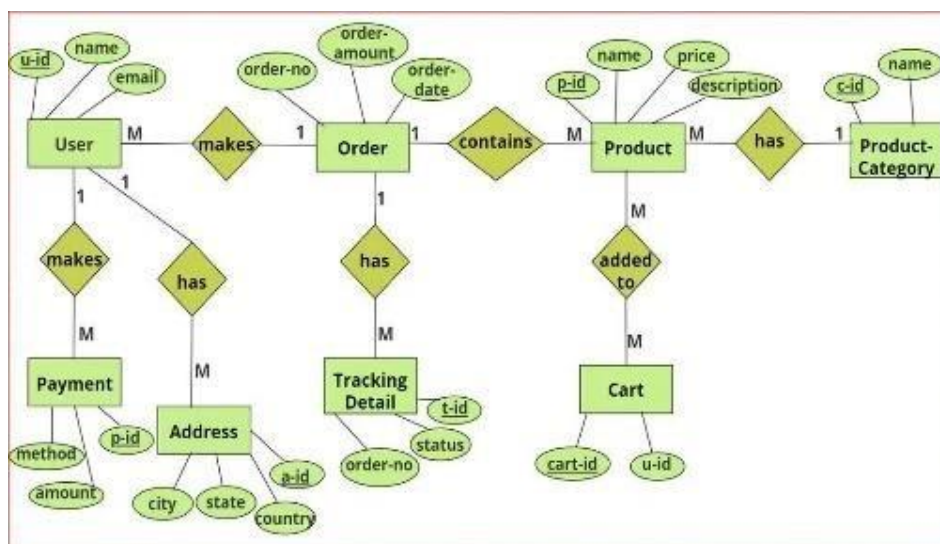 order-
amount
name
u-id
email
order-no
order-
date
name
price
p-id
description
name
c-id
User
M
makes
1
Order
1
contains
M
Product
M
has
1
Product-
Category
1
1
1
M
makes
has
has
added
to
M
M
M
M
Payment
Tracking
Detail
Cart
Address
t-id
method
p-id
status
order-no
cart-id
u-id
amount
a-id
city
state
country